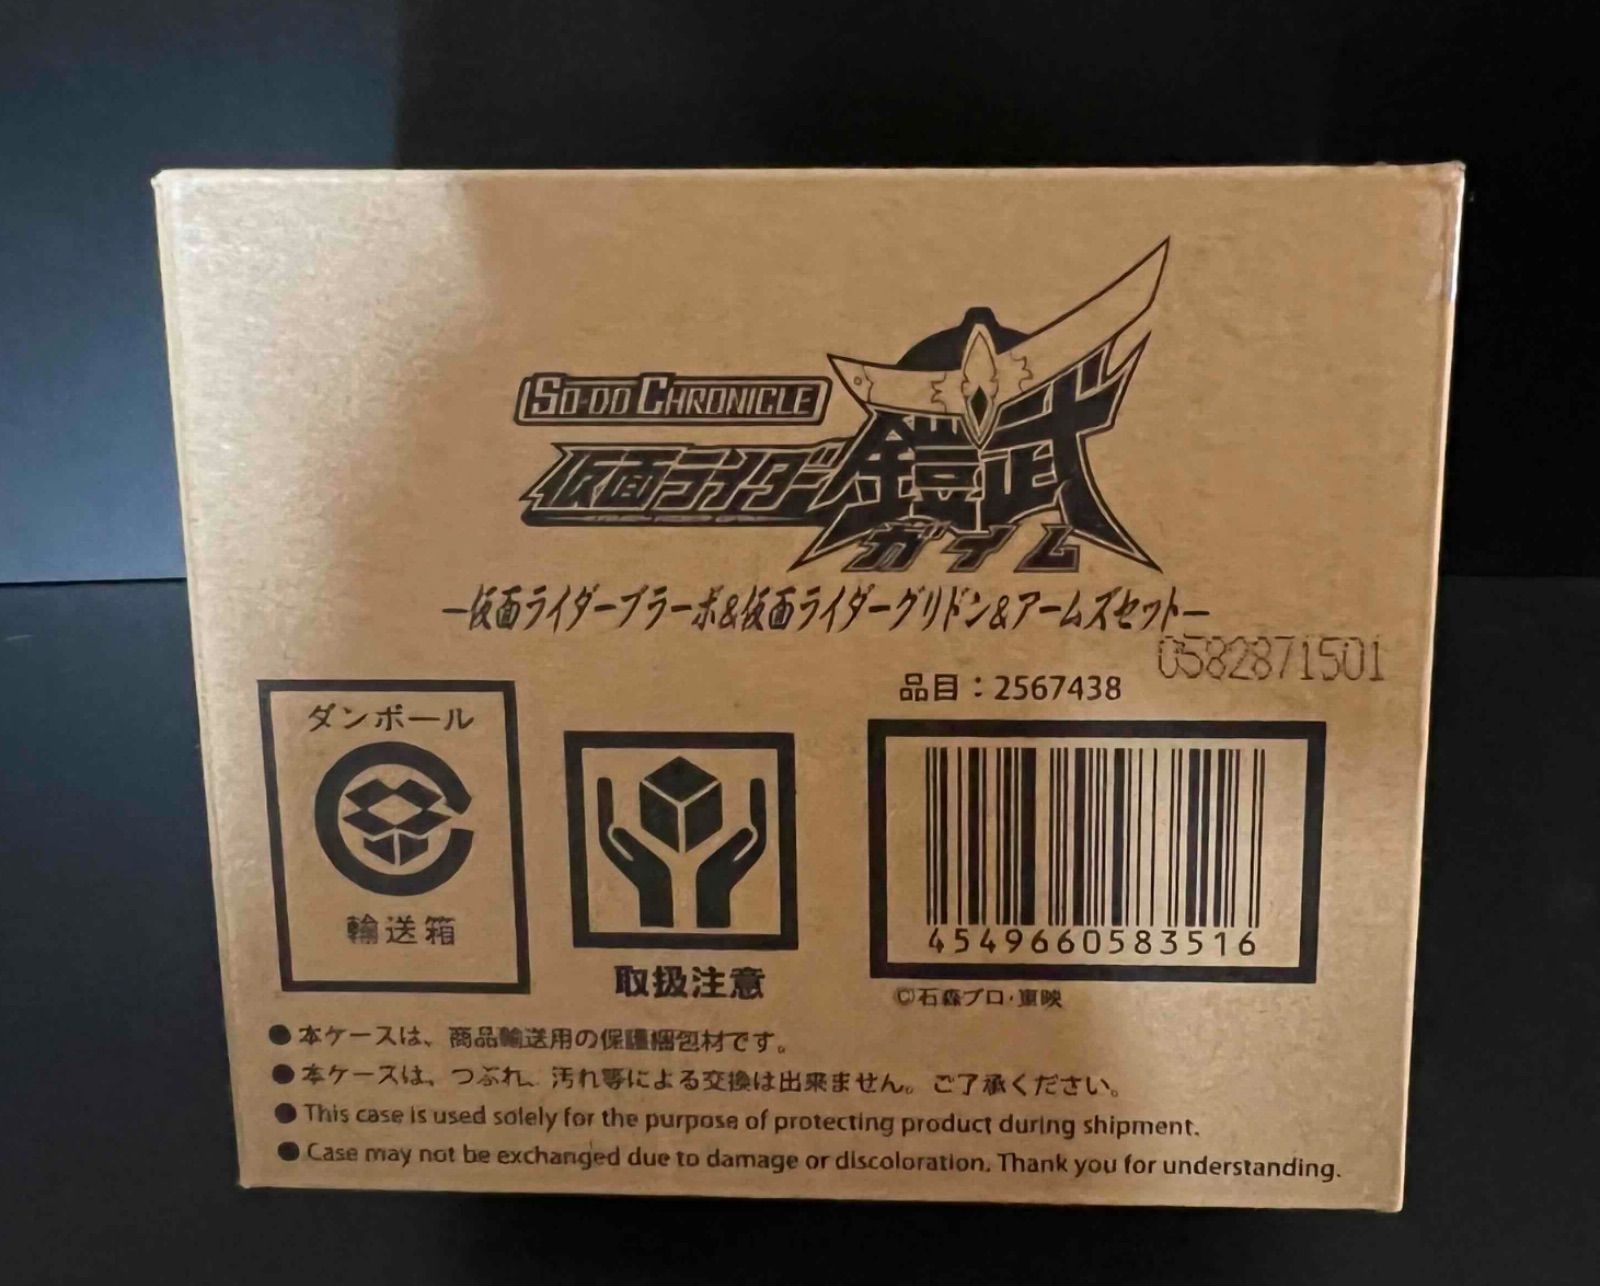 SO-DO CHRONICLE
仮面ライダー鎧武
ガイム
―仮面ライダーブラーボ&仮面ライダーグリドン&アームズセット―
0582871501
品目：2567438
ダンボール
輸送箱
取扱注意
4549660583516
©石森プロ・東映
●本ケースは、商品輸送用の保護梱包材です。
●本ケースは、つぶれ、汚れ等による交換は出来ません。ご了承ください。
●This case is used solely for the purpose of protecting product during shipment.
●Case may not be exchanged due to damage or discoloration. Thank you for understanding.